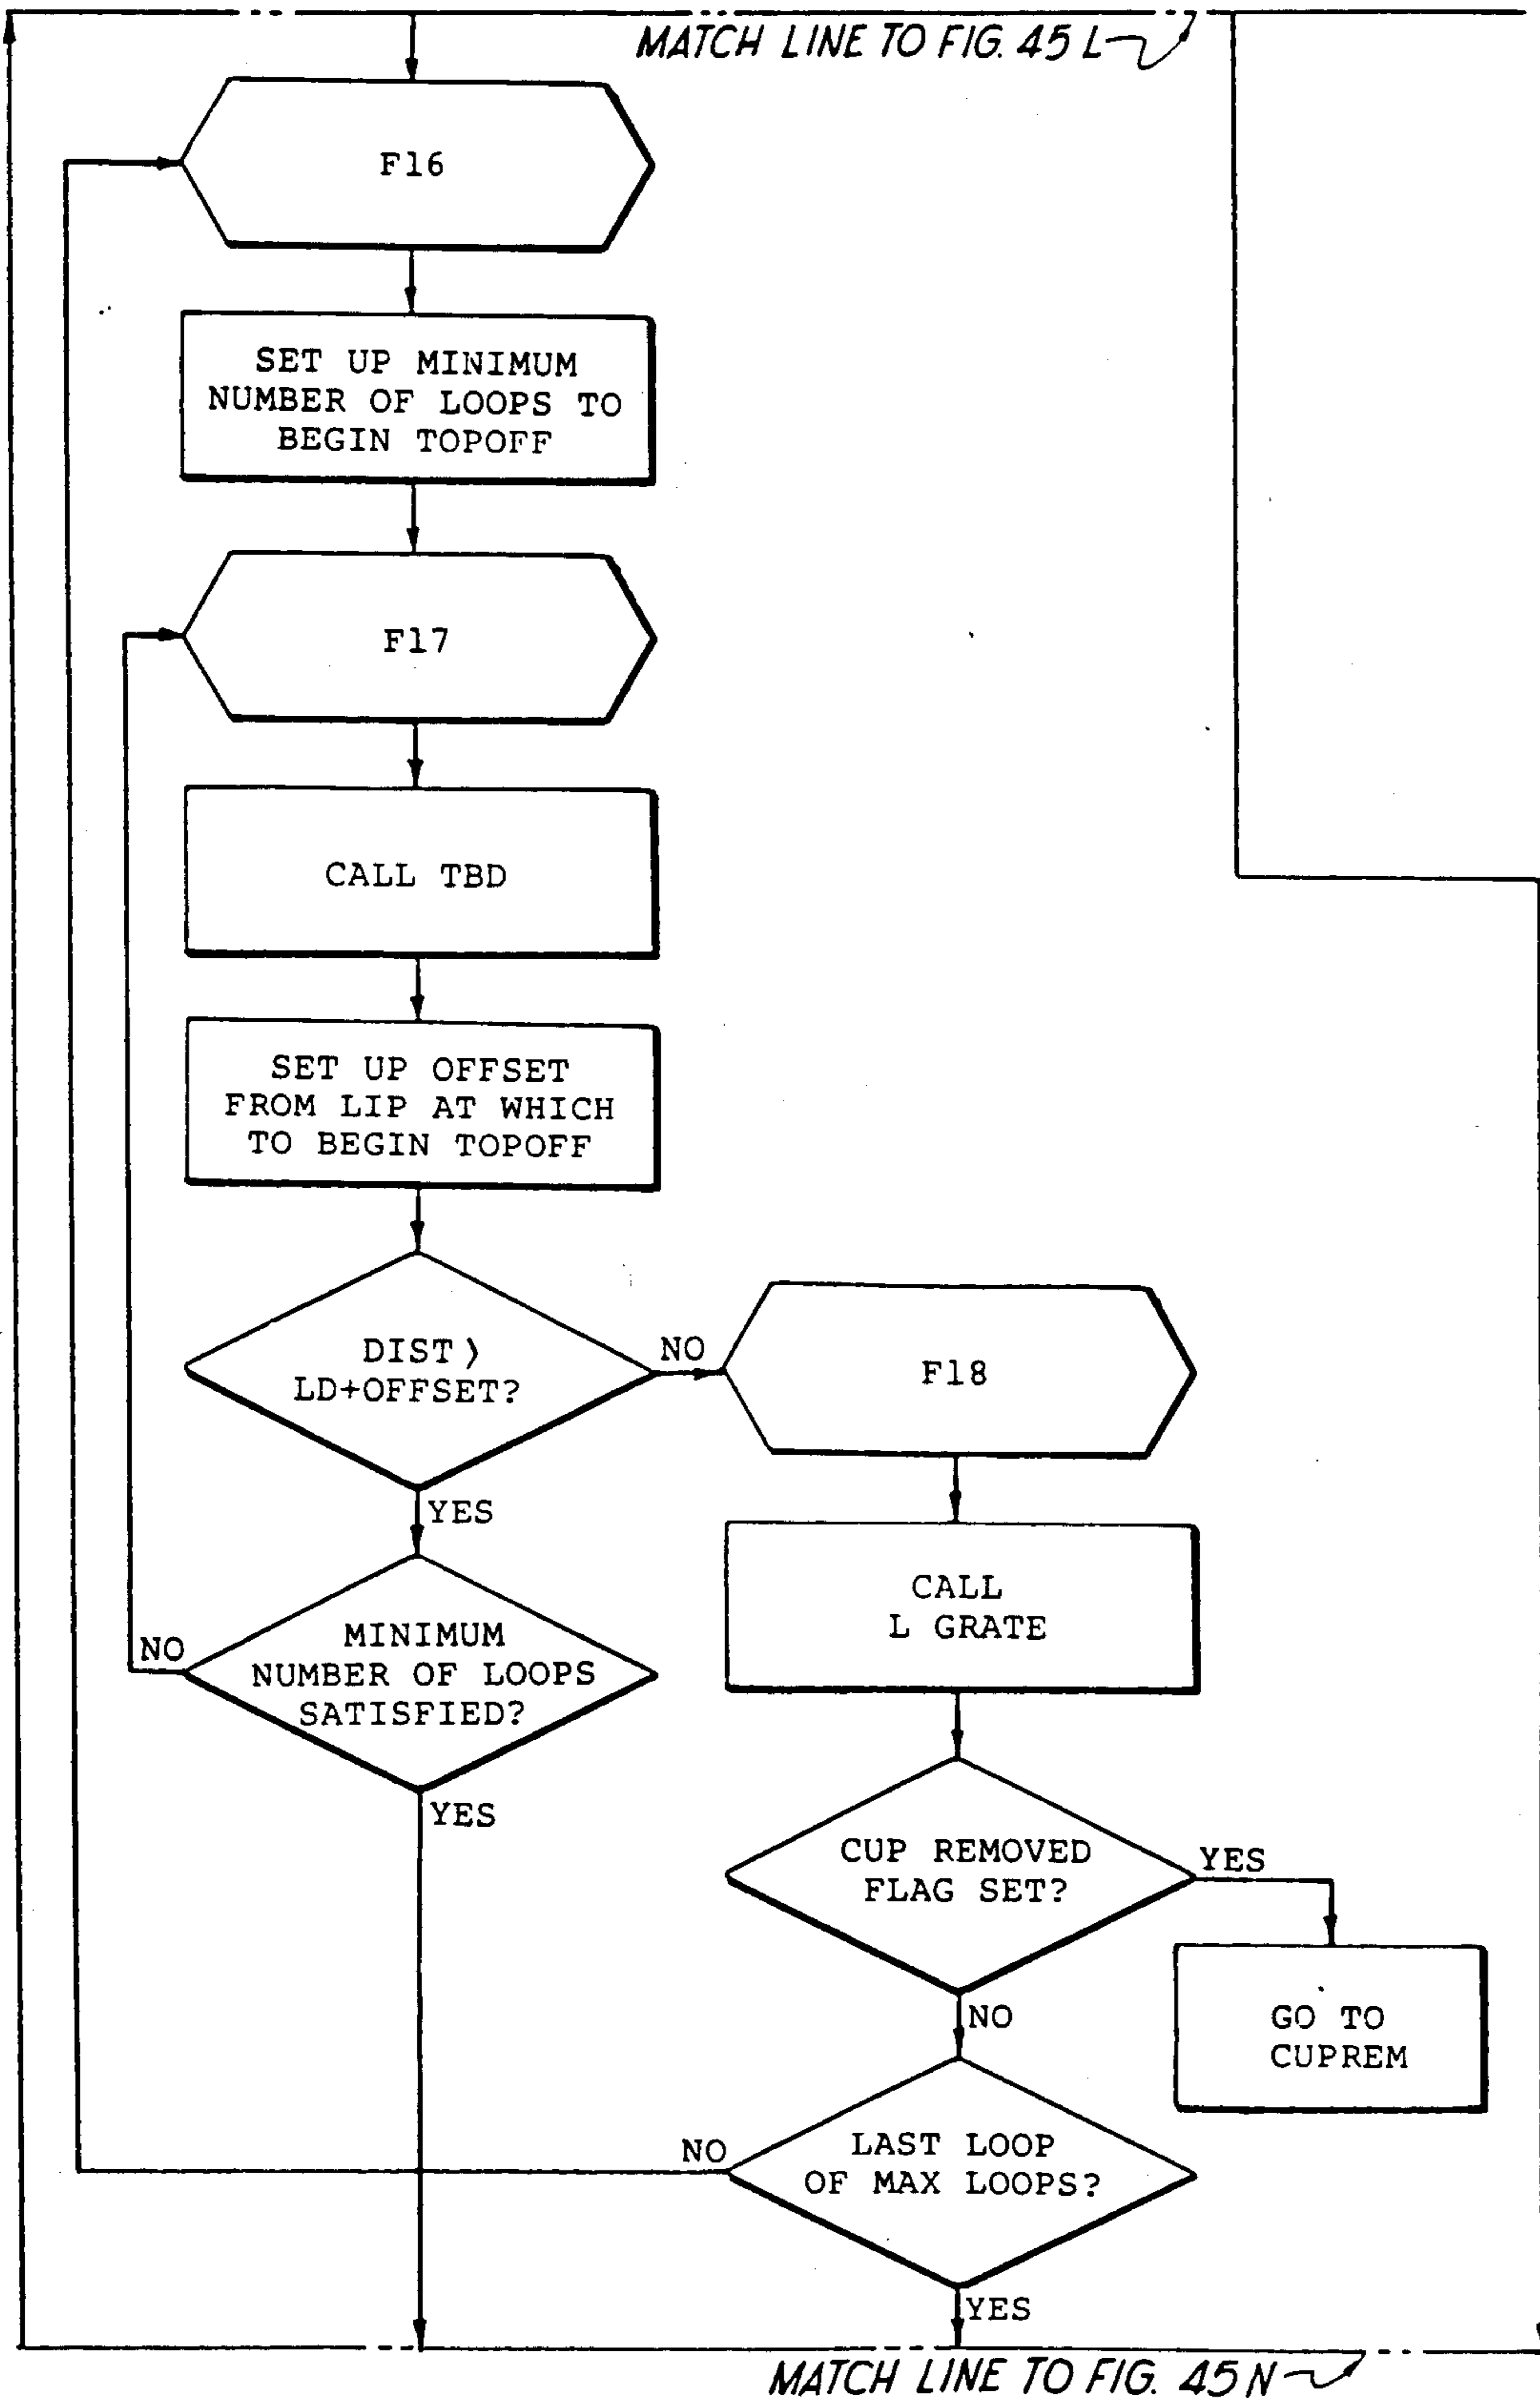 MATCH LINE TO FIG. 45 L
F16
SET UP MINIMUM
NUMBER OF LOOPS TO
BEGIN TOPOFF
F17
CALL TBD
SET UP OFFSET
FROM LIP AT WHICH
TO BEGIN TOPOFF
DIST >
LD+OFFSET?
NO
F18
YES
CALL
L GRATE
MINIMUM
NUMBER OF LOOPS
SATISFIED?
NO
YES
CUP REMOVED
FLAG SET?
YES
GO TO
CUPREM
NO
LAST LOOP
OF MAX LOOPS?
NO
YES
MATCH LINE TO FIG. 45 N